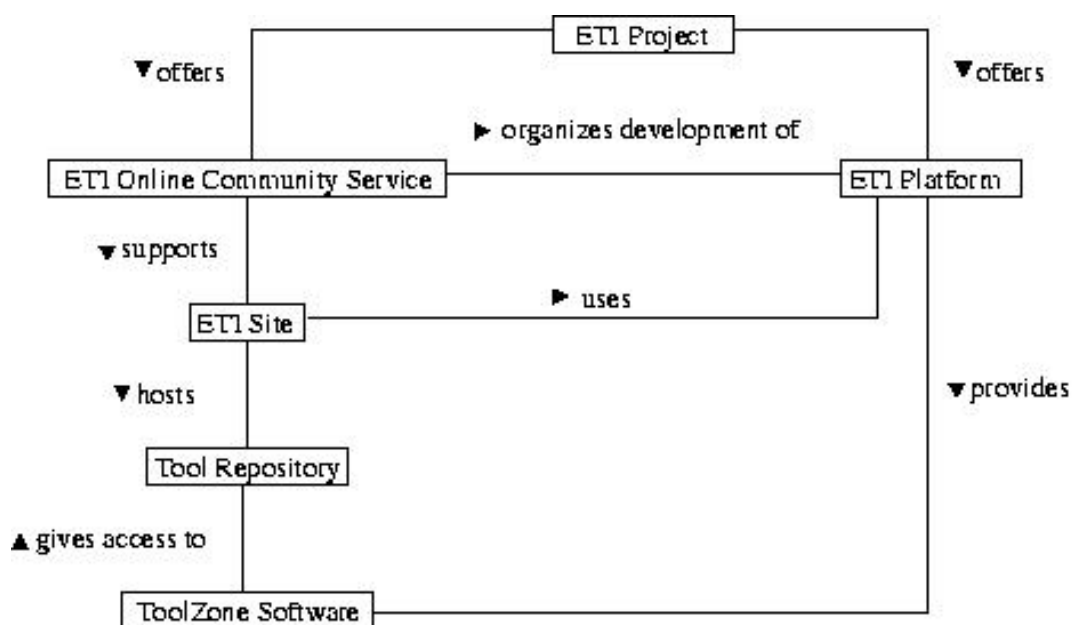 ETI Project
▼ offers
▼ offers
► organizes development of
ETI Online Community Service
ETI Platform
▼ supports
► uses
ETI Site
▼ hosts
▼ provides
Tool Repository
▲ gives access to
ToolZone Software